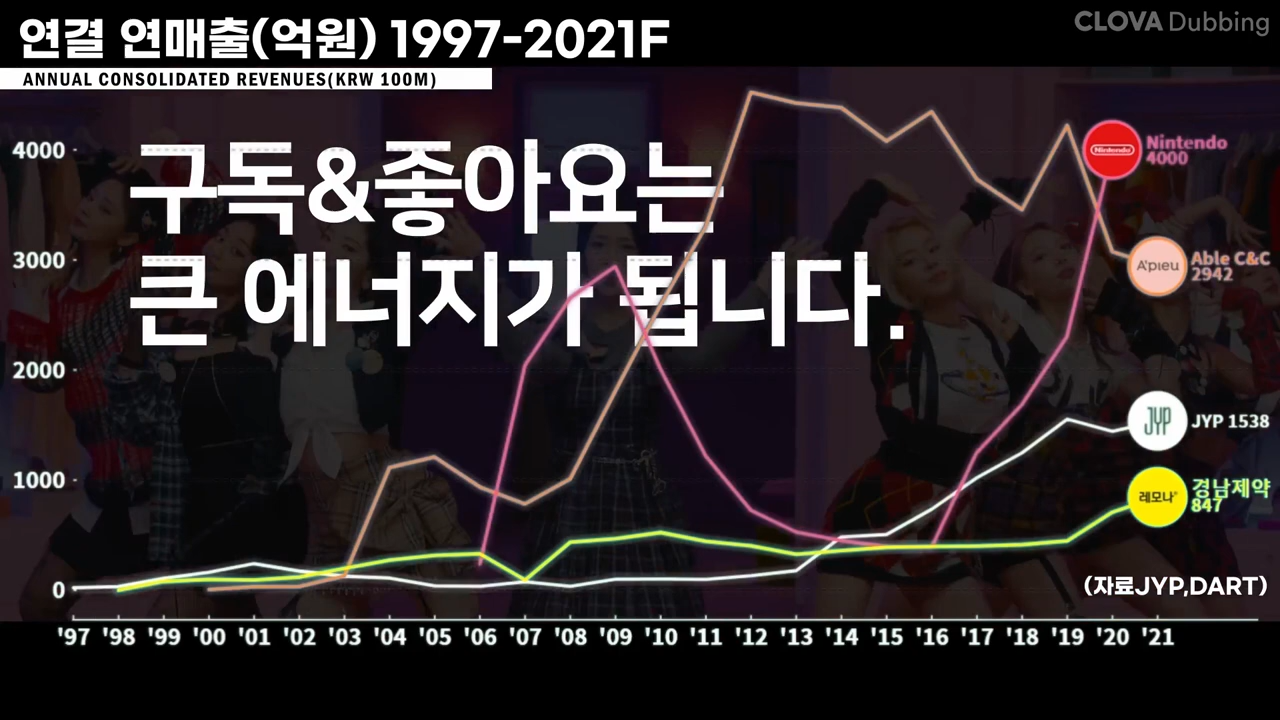 연결 연매출(억원) 1997-2021F
CLOVA Dubbing
ANNUAL CONSOLIDATED REVENUES(KRW 100M)
4000
구독&좋아요는
Nintendo
Nintendo
4000
3000
큰 에너지가 됩니다.
A'pieu
Able C&C
2942
2000
JYP
JYP 1538
1000
레모나
경남제약
847
0
(자료JYP,DART)
'97 '98 '99 '00 '01 '02 '03 '04 '05 '06 '07 '08 '09 '10 '11 '12 '13 '14 '15 '16 '17 '18 '19 '20 '21